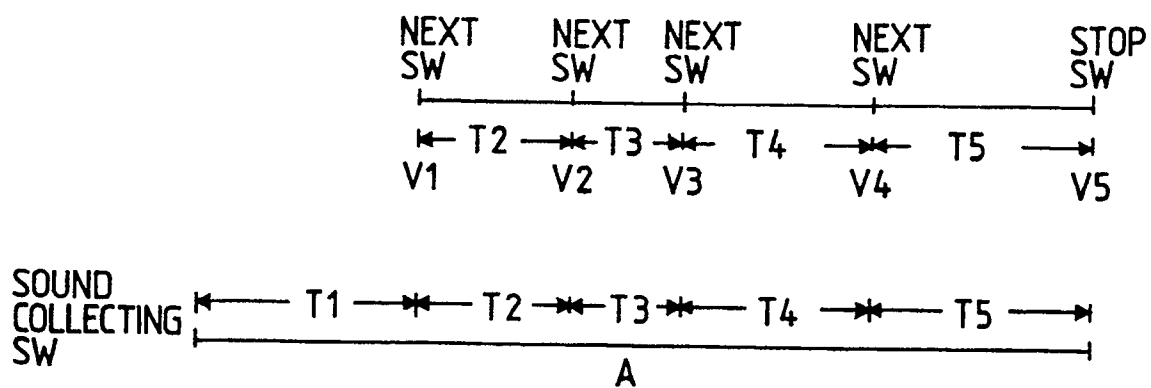 NEXT SW NEXT SW NEXT SW NEXT SW STOP SW
T2 T3 T4 T5
V1 V2 V3 V4 V5
SOUND COLLECTING SW
T1 T2 T3 T4 T5
A